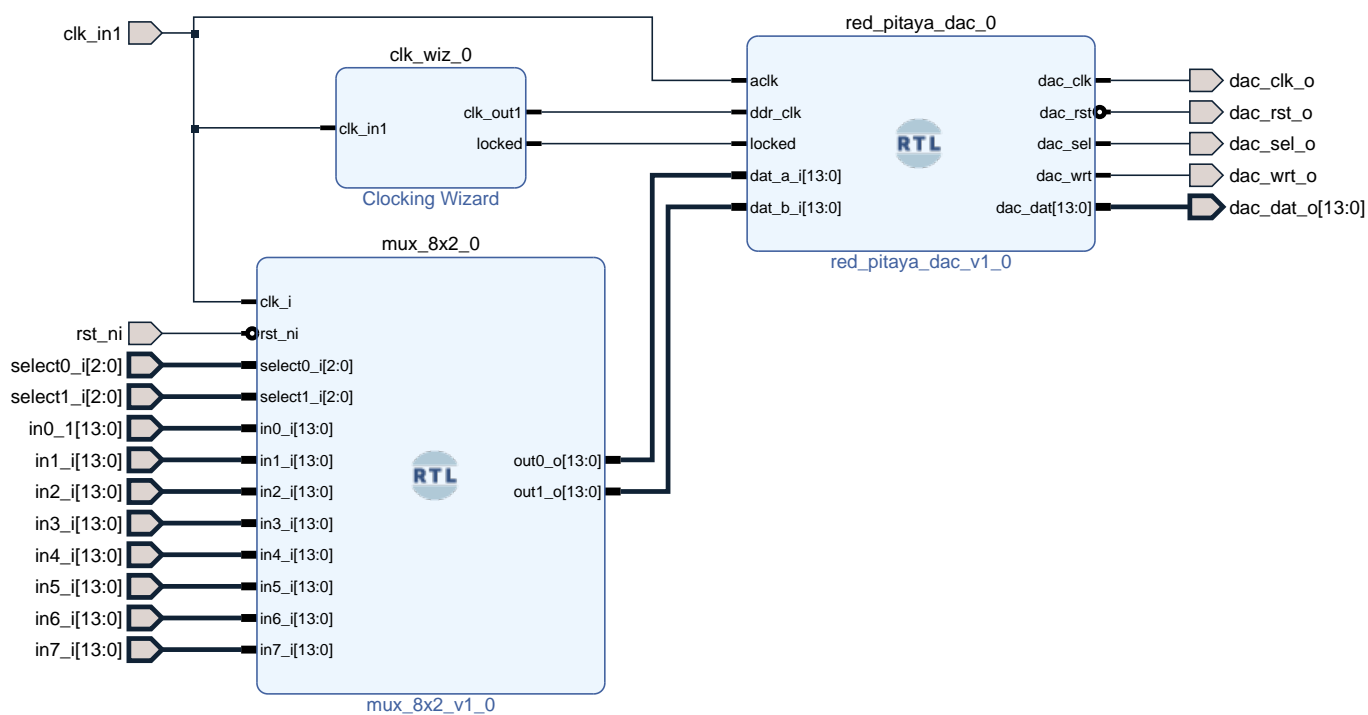 red_pitaya_dac_0
clk_in1
clk_wiz_0
aclk
dac_clk
dac_clk_o
clk_in1
clk_out1
ddr_clk
dac_rst
dac_rst_o
locked
locked
RTL
dac_sel
dac_sel_o
dat_a_i[13:0]
dac_wrt
dac_wrt_o
Clocking Wizard
dat_b_i[13:0]
dac_dat[13:0]
dac_dat_o[13:0]
mux_8x2_0
red_pitaya_dac_v1_0
clk_i
rst_ni
rst_ni
select0_i[2:0]
select0_i[2:0]
select1_i[2:0]
select1_i[2:0]
in0_1[13:0]
in0_i[13:0]
in1_i[13:0]
in1_i[13:0]
out0_o[13:0]
RTL
in2_i[13:0]
in2_i[13:0]
out1_o[13:0]
in3_i[13:0]
in3_i[13:0]
in4_i[13:0]
in4_i[13:0]
in5_i[13:0]
in5_i[13:0]
in6_i[13:0]
in6_i[13:0]
in7_i[13:0]
in7_i[13:0]
mux_8x2_v1_0